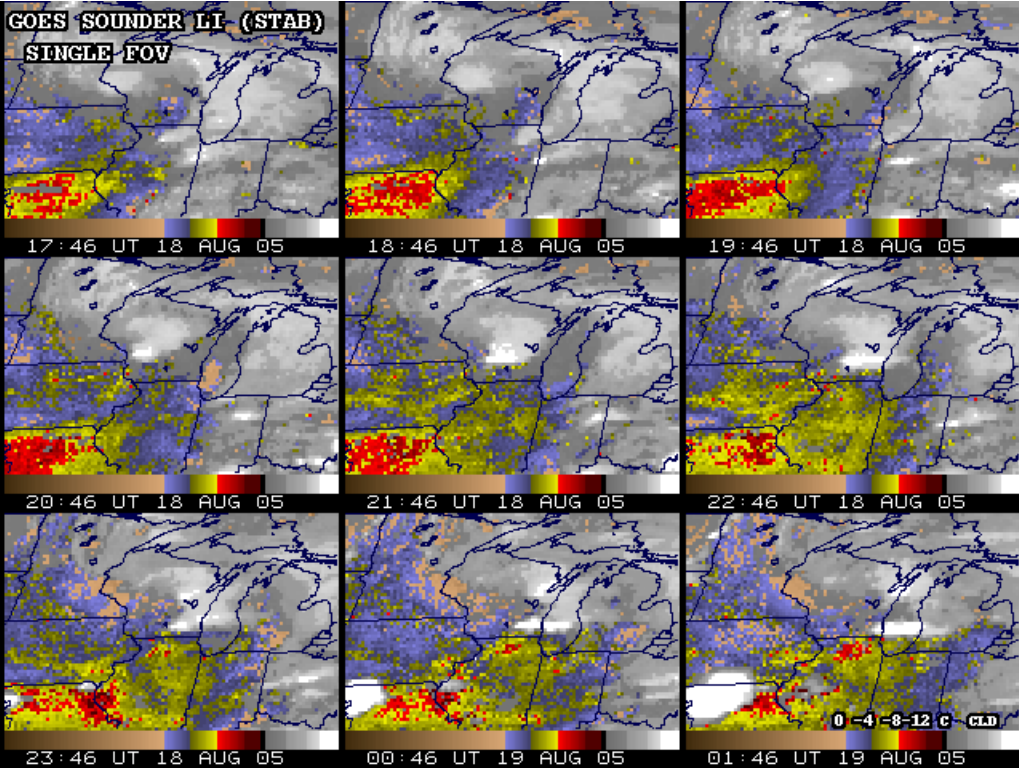 GOES SOUNDER LI (STAB)
SINGLE FOV
17:46 UT 18 AUG 05
18:46 UT 18 AUG 05
19:46 UT 18 AUG 05
20:46 UT 18 AUG 05
21:46 UT 18 AUG 05
22:46 UT 18 AUG 05
0 -4 -8-12 C CLD
23:46 UT 18 AUG 05
00:46 UT 19 AUG 05
01:46 UT 19 AUG 05